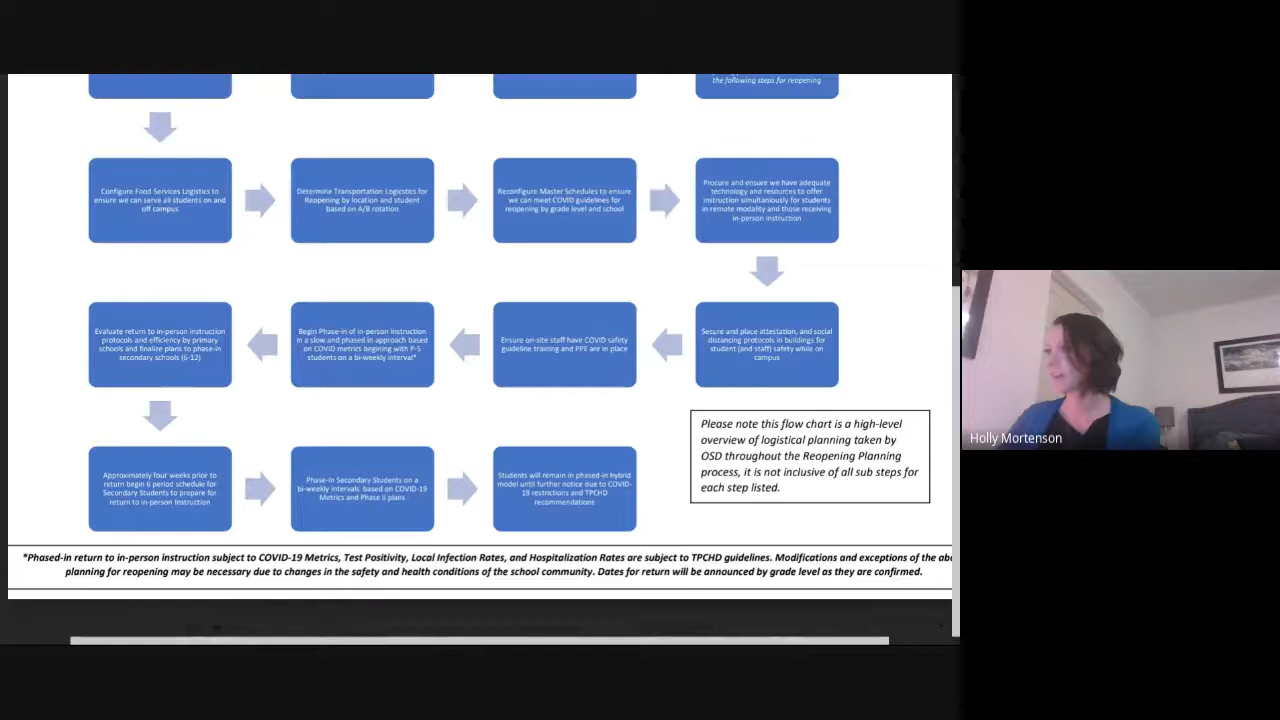 the following steps for reopening
Configure Food Services Logistics to
ensure we can serve all students on and
off campus
Determine Transportation Logicstics for
Reopening by location and student
based on A/B rotation
Reconfigure Master Schedules to ensure
we can meet COVID guidelines for
reopening by grade level and school
Procure and ensure we have adequate
technology and resources to offer
instruction simultaneously for students
in remote modality and those receiving
in-person instruction
Evaluate return to in-person instruction
protocols and efficiency by primary
schools and finalize plans to phase-in
secondary schools (6-12)
Begin Phase-in of in-person instruction
in a slow and phased in approach based
on COVID metrics begining with P-5
students on a bi-weekly interval*
Ensure on-site staff have COVID safety
guideline training and PPE are in place
Secure and place attestation, and social
distancing protocols in buildings for
student (and staff) safety while on
campus
Please note this flow chart is a high-level
overview of logistical planning taken by
OSD throughout the Reopening Planning
process, it is not inclusive of all sub steps for
each step listed.
Approximately four weeks prior to
return begin 6 period schedule for
Secondary Students to prepare for
return to in-person Instruction
Phase-In Secondary Students on a
bi-weekly intervals based on COVID-19
Metrics and Phase II plans
Students will remain in phased-in hybrid
model until further notice due to COVID-
19 restrictions and TPCHD
recommendations
*Phased-in return to in-person instruction subject to COVID-19 Metrics, Test Positivity, Local Infection Rates, and Hospitalization Rates are subject to TPCHD guidelines. Modifications and exceptions of the abo
planning for reopening may be necessary due to changes in the safety and health conditions of the school community. Dates for return will be announced by grade level as they are confirmed.
Holly Mortenson